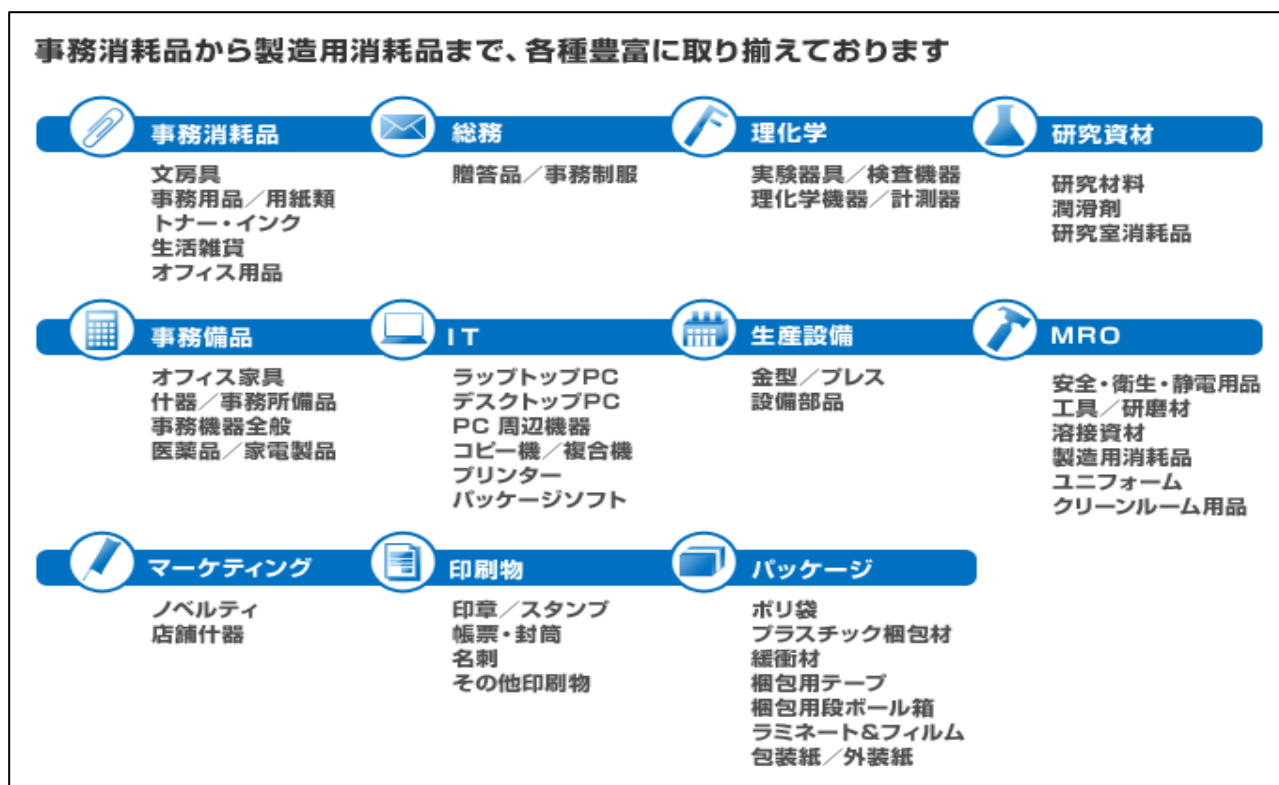 事務消耗品から製造用消耗品まで、各種豊富に取り揃えております
事務消耗品
文房具
事務用品／用紙類
トナー・インク
生活雑貨
オフィス用品
総務
贈答品／事務制服
理化学
実験器具／検査機器
理化学機器／計測器
研究資材
研究材料
潤滑剤
研究室消耗品
事務備品
オフィス家具
什器／事務所備品
事務機器全般
医薬品／家電製品
IT
ラップトップPC
デスクトップPC
PC 周辺機器
コピー機／複合機
プリンター
パッケージソフト
生産設備
金型／プレス
設備部品
MRO
安全・衛生・静電用品
工具／研磨材
溶接資材
製造用消耗品
ユニフォーム
クリーンルーム用品
マーケティング
ノベルティ
店舗什器
印刷物
印章／スタンプ
帳票・封筒
名刺
その他印刷物
パッケージ
ポリ袋
プラスチック梱包材
緩衝材
梱包用テープ
梱包用段ボール箱
ラミネート&フィルム
包装紙／外装紙